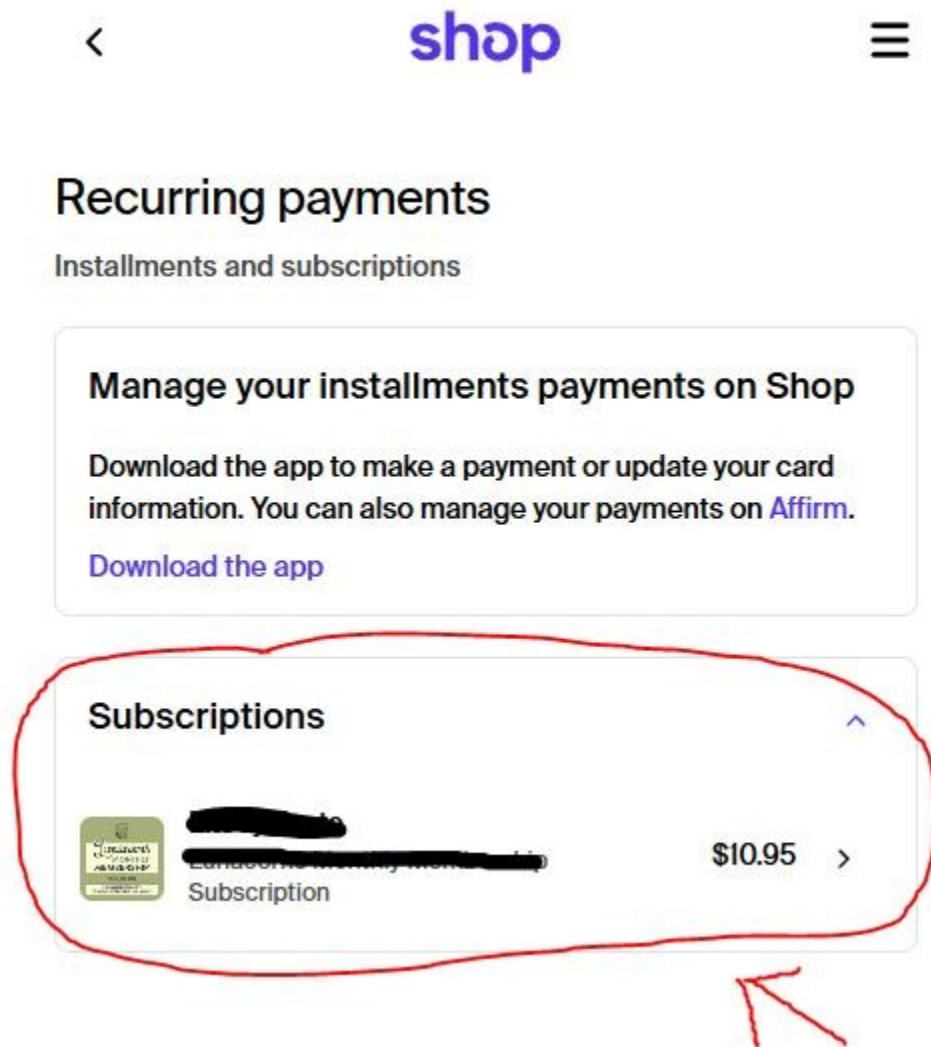 shop
Recurring payments
Installments and subscriptions
Manage your installments payments on Shop
Download the app to make a payment or update your card
information. You can also manage your payments on Affirm.
Download the app
Subscriptions
$10.95
Subscription